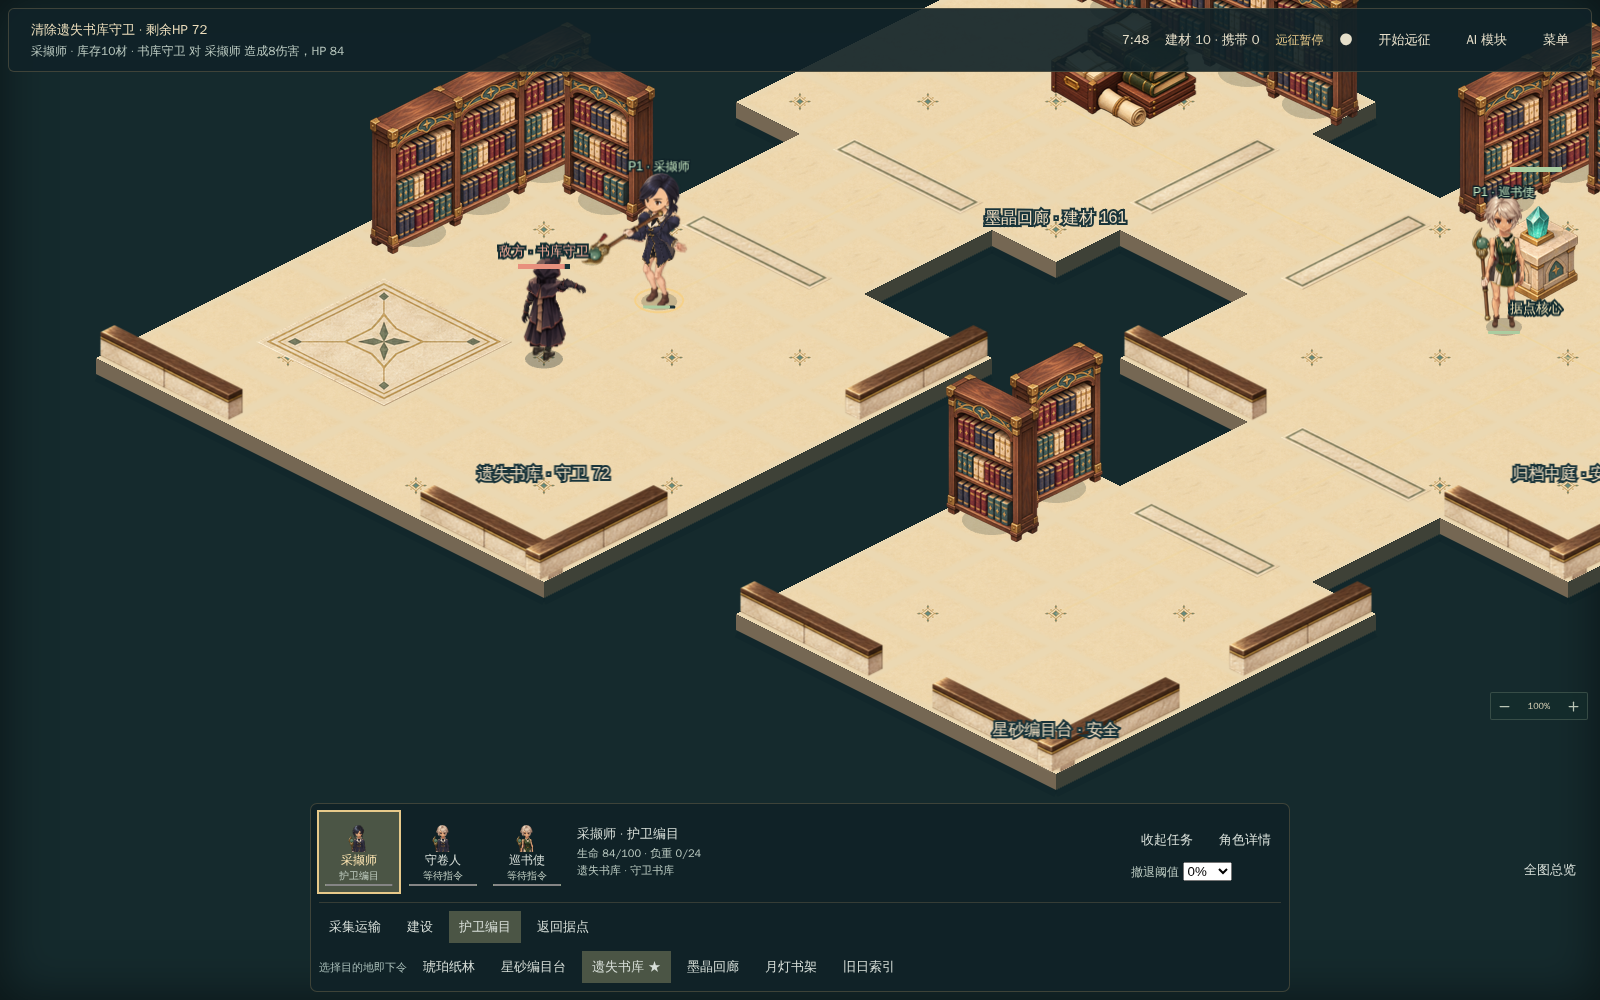 清除遗失书库守卫 · 剩余HP 72
采撷师 · 库存10材 · 书库守卫 对 采撷师 造成8伤害，HP 84
7:48 建材 10 · 携带 0 远征暂停 开始远征 AI 模块 菜单
P1 · 采撷师
P1 · 巡书使
墨晶回廊 · 建材 161
敌方 · 书库守卫
据点核心
遗失书库 · 守卫 72
归档中庭 · 安
星砂编目台 · 安全
− 100% +
采撷师
护卫编目
守卷人
等待指令
巡书使
等待指令
采撷师 · 护卫编目
生命 84/100 · 负重 0/24
遗失书库 · 守卫书库
收起任务 角色详情
撤退阈值 0%
全图总览
采集运输 建设 护卫编目 返回据点
选择目的地即下令 琥珀纸林 星砂编目台 遗失书库 ★ 墨晶回廊 月灯书架 旧日索引